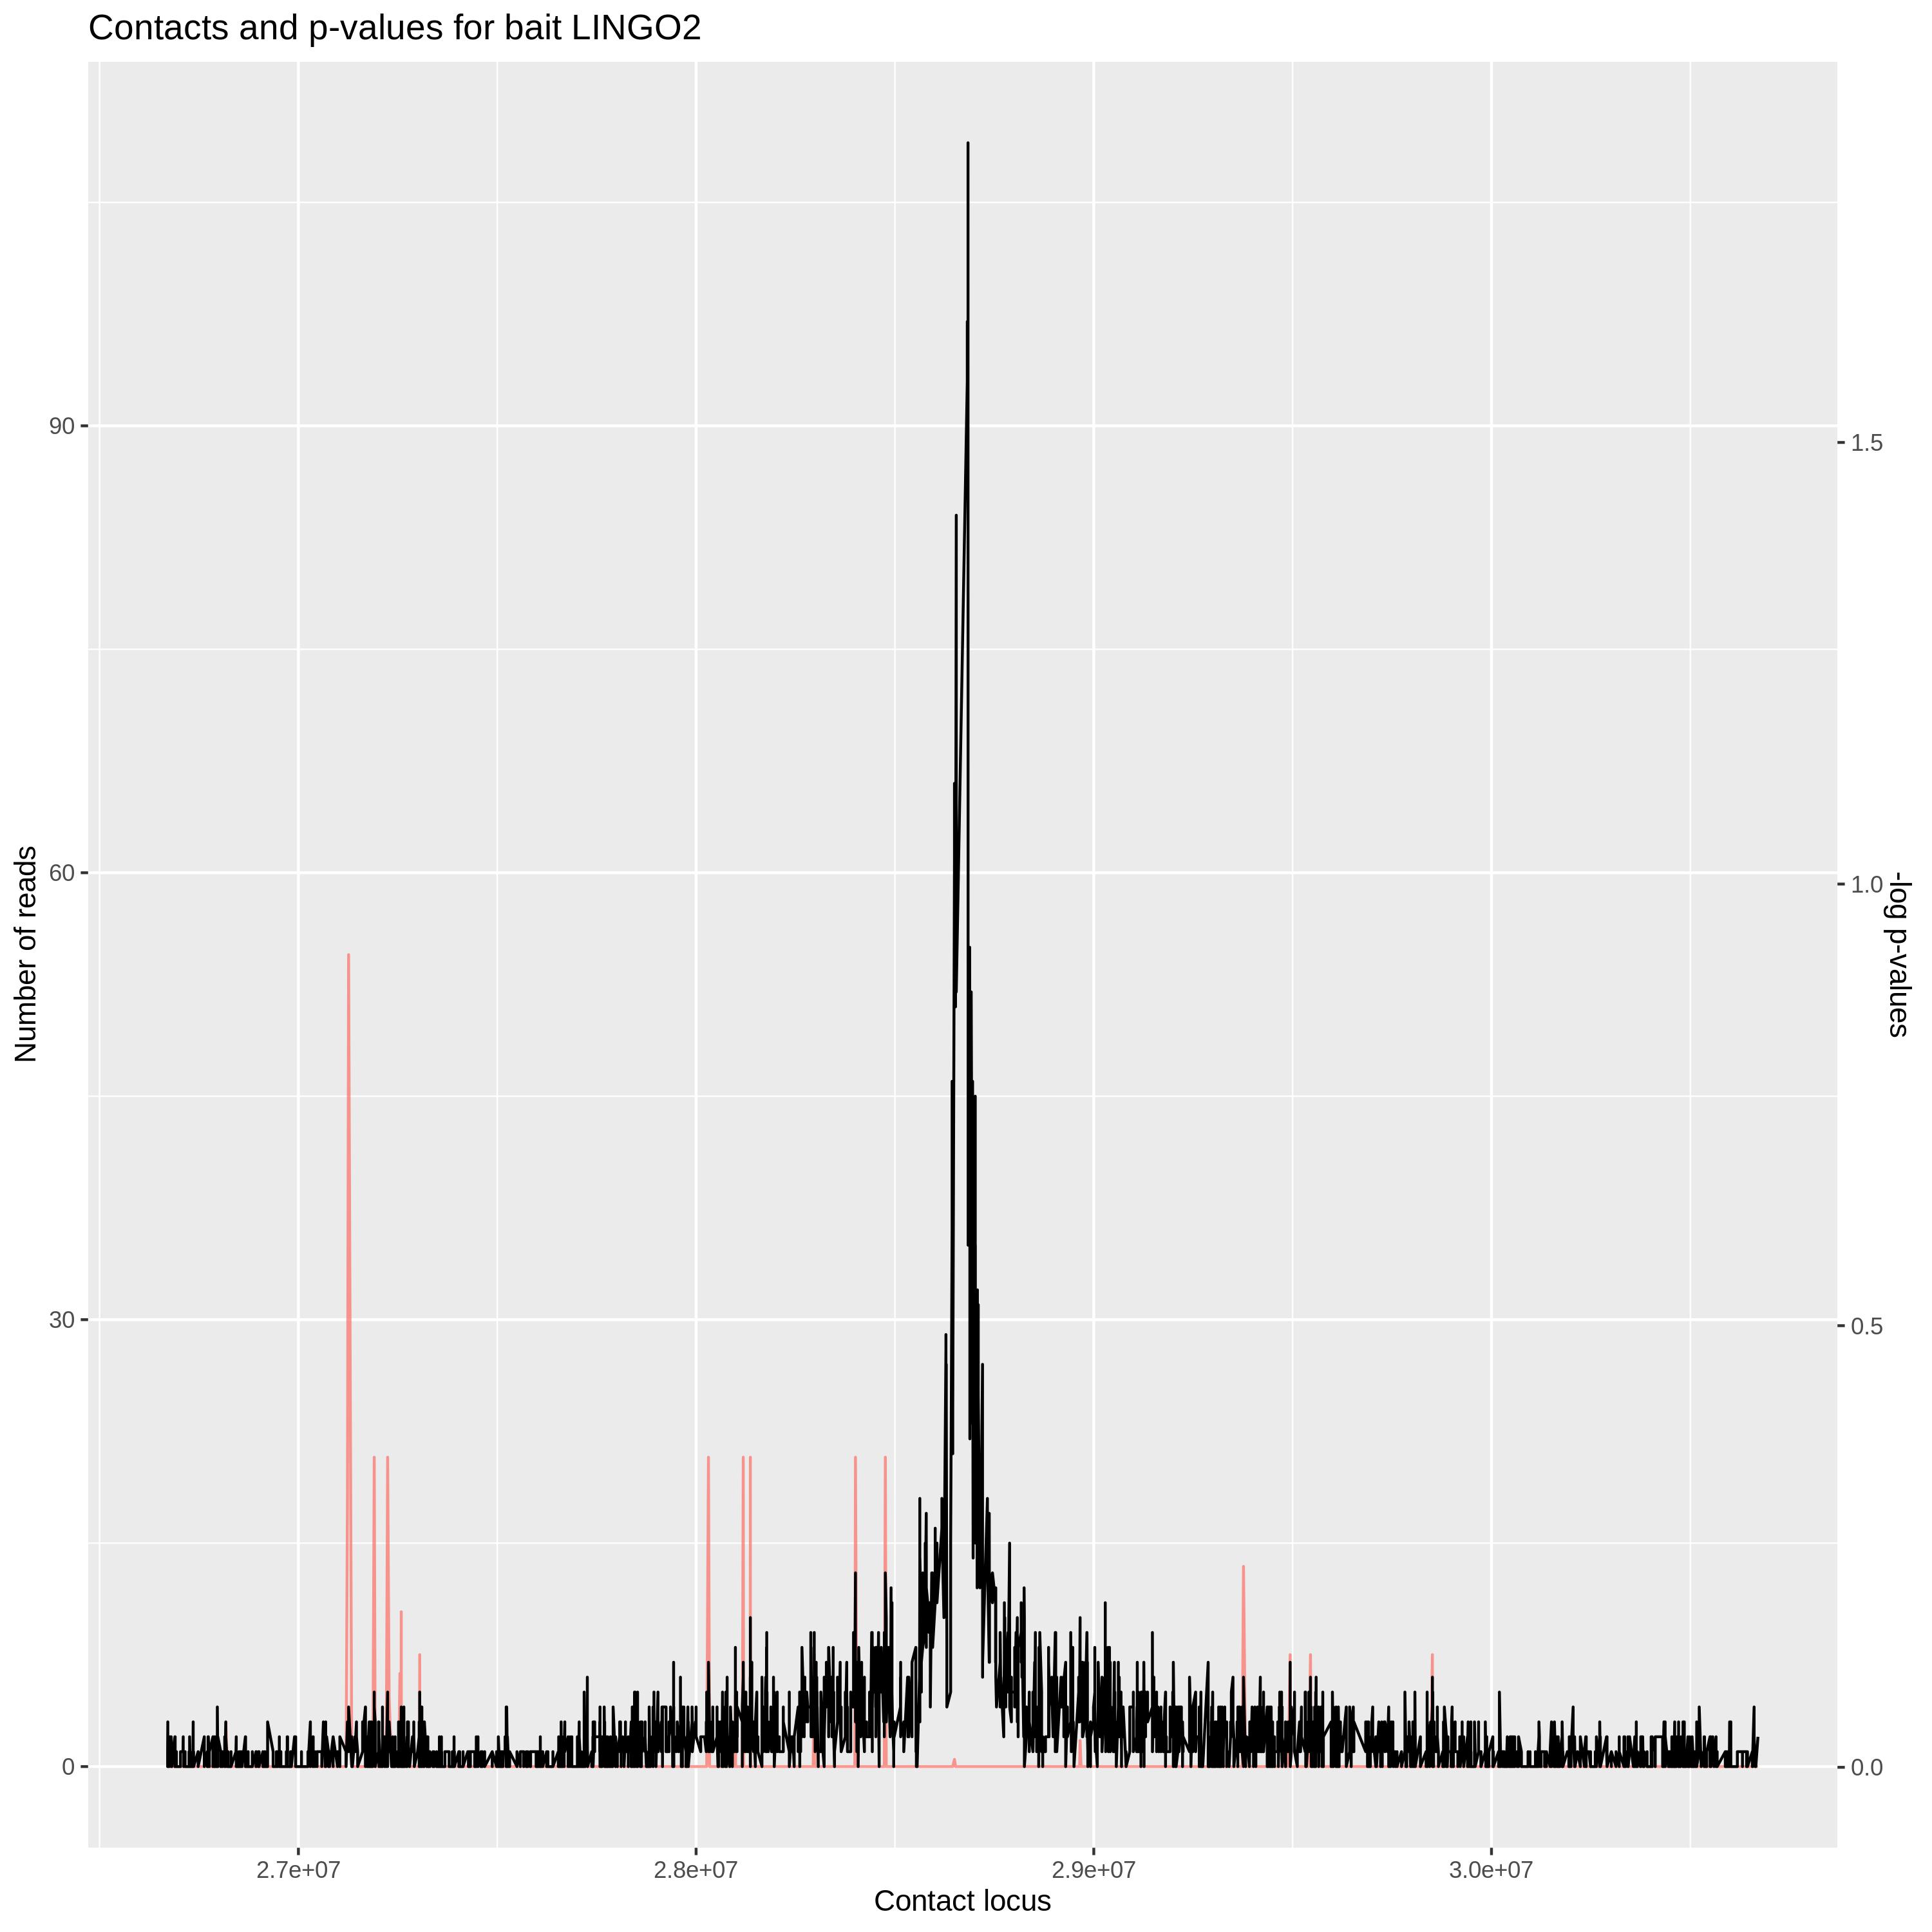 Contacts and p-values for bait LINGO2
Number of reads
90
60
30
0
1.5
1.0
0.5
0.0
-log p-values
2.7e+07
2.8e+07
2.9e+07
3.0e+07
Contact locus